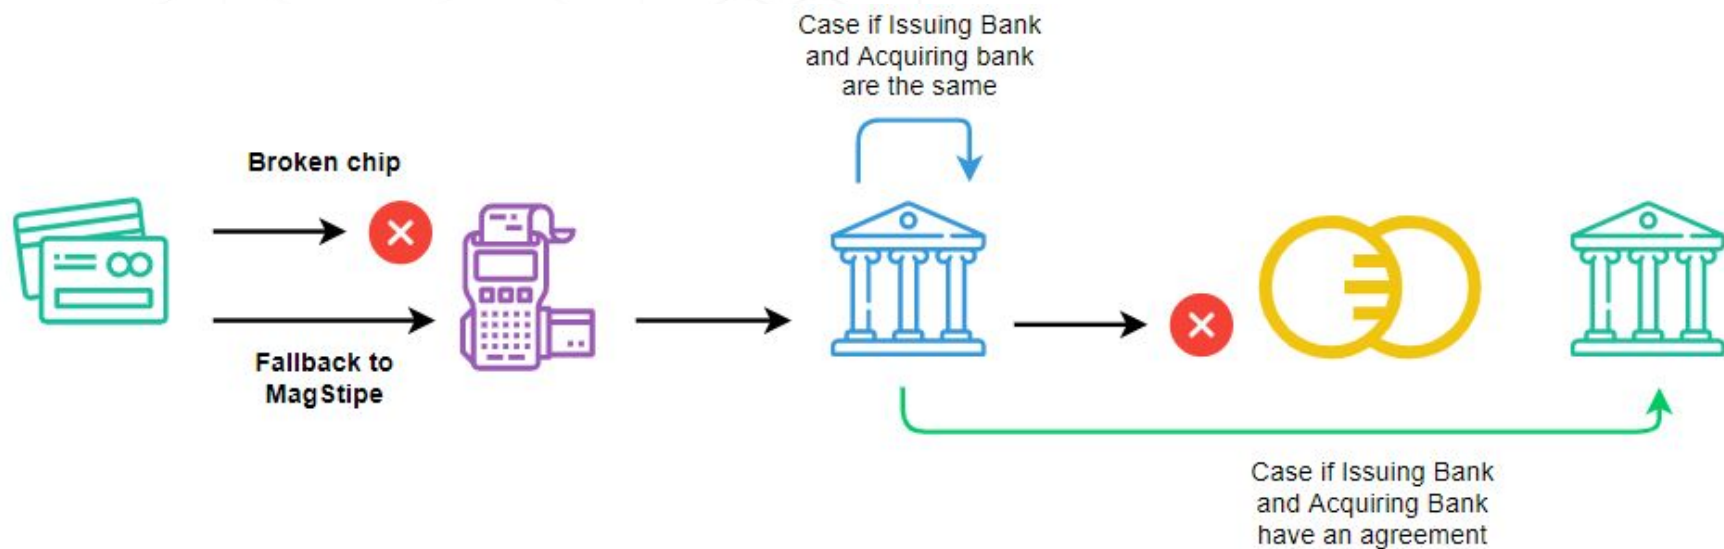 Case if Issuing Bank
and Acquiring bank
are the same
Broken chip
Fallback to
MagStipe
Case if Issuing Bank
and Acquiring Bank
have an agreement